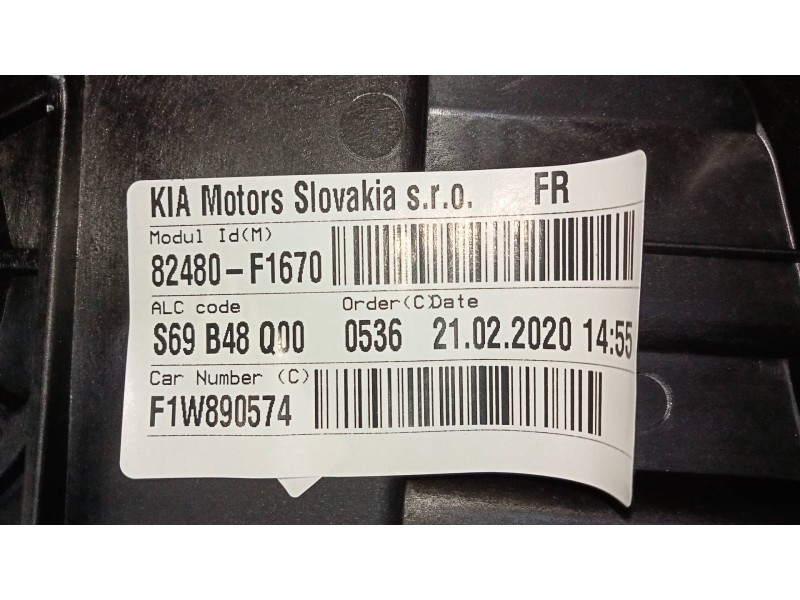 KIA Motors Slovakia s.r.o. FR
Modul Id(M)
82480-F1670
ALC code Order(C)Date
S69 B48 Q00 0536 21.02.2020 14:55
Car Number (C)
F1W890574